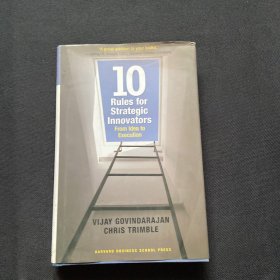 10
Rules for
Strategic
Innovators
From Idea to
Execution
VIJAY GOVINDARAJAN
CHRIS TRIMBLE
HARVARD BUSINESS SCHOOL PRESS